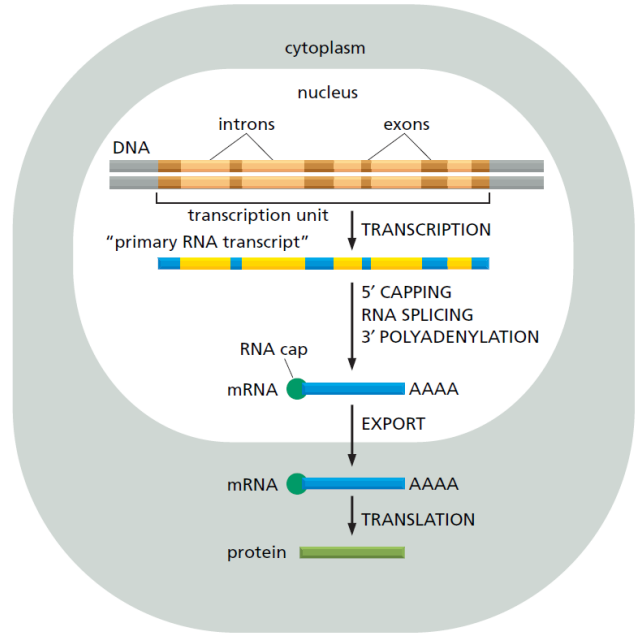 cytoplasm
nucleus
introns
exons
DNA
transcription unit
TRANSCRIPTION
“primary RNA transcript”
5′ CAPPING
RNA SPLICING
3′ POLYADENYLATION
RNA cap
mRNA
AAAA
EXPORT
mRNA
AAAA
TRANSLATION
protein